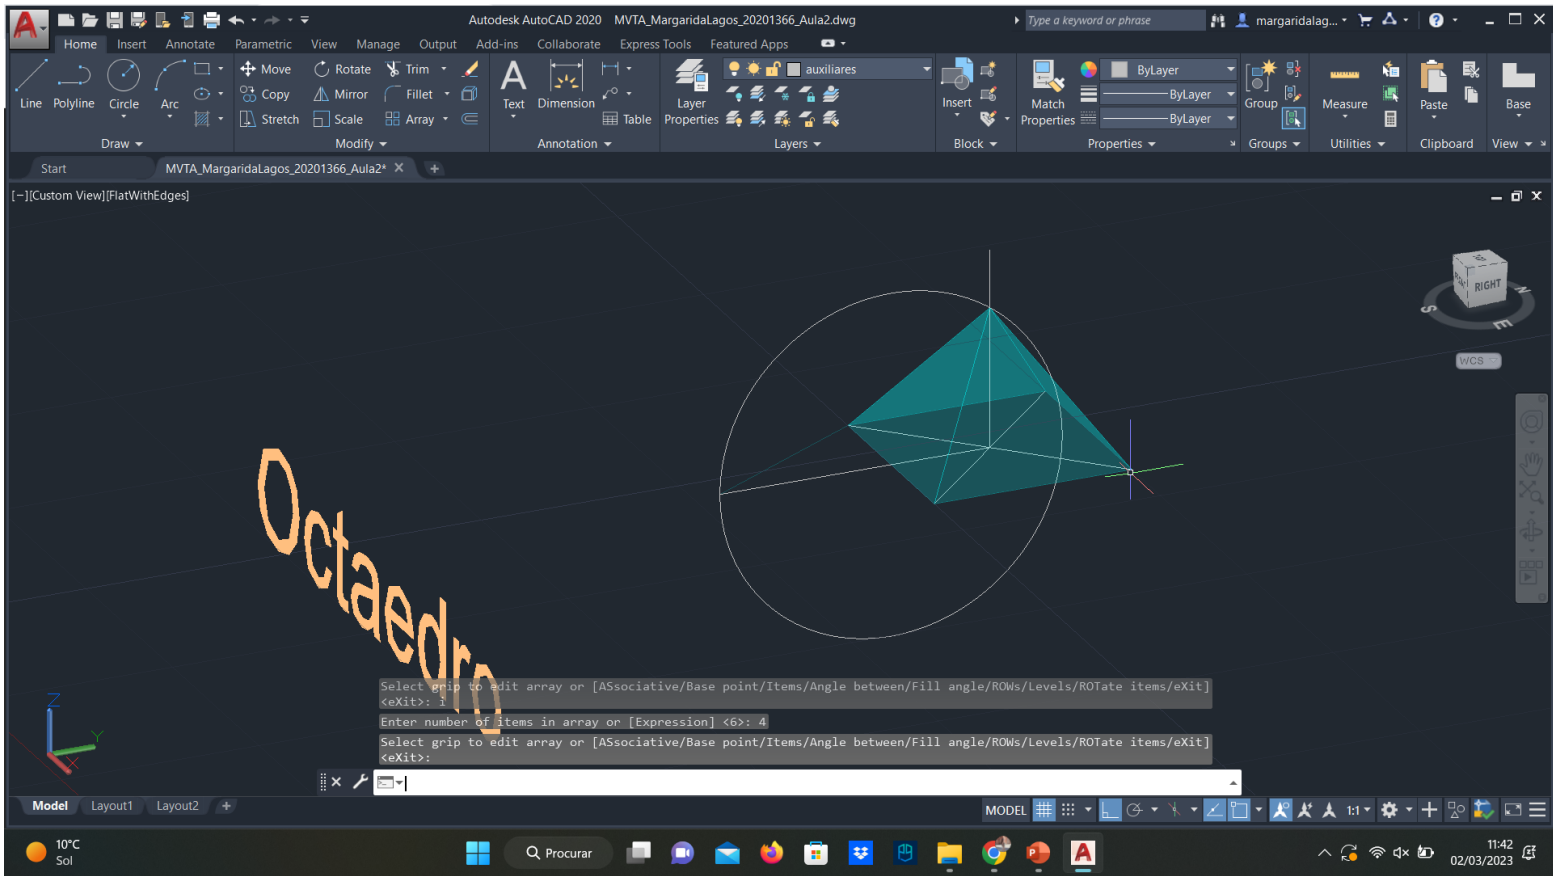 Autodesk AutoCAD 2020 MVTA_MargaridaLagos_20201366_Aula2.dwg
Type a keyword or phrase
margaridalag...
Home Insert Annotate Parametric View Manage Output Add-ins Collaborate Express Tools Featured Apps
Line Polyline Circle Arc
Move Rotate Trim
Copy Mirror Fillet
Stretch Scale Array
Text Dimension Table
Layer Properties
auxiliares
Insert
Match Properties
ByLayer
ByLayer
ByLayer
Group Measure Paste Base
Draw Modify Annotation Layers Block Properties Groups Utilities Clipboard View
Start MVTA_MargaridaLagos_20201366_Aula2*
[−][Custom View][FlatWithEdges]
RIGHT
S E N
WCS
Octaedro
Z Y X
Select grip to edit array or [ASsociative/Base point/Items/Angle between/Fill angle/ROWs/Levels/ROTate items/eXit]
<eXit>: i
Enter number of items in array or [Expression] <6>: 4
Select grip to edit array or [ASsociative/Base point/Items/Angle between/Fill angle/ROWs/Levels/ROTate items/eXit]
<eXit>:
Model Layout1 Layout2
MODEL 1:1
10°C
Sol
Procurar
11:42
02/03/2023